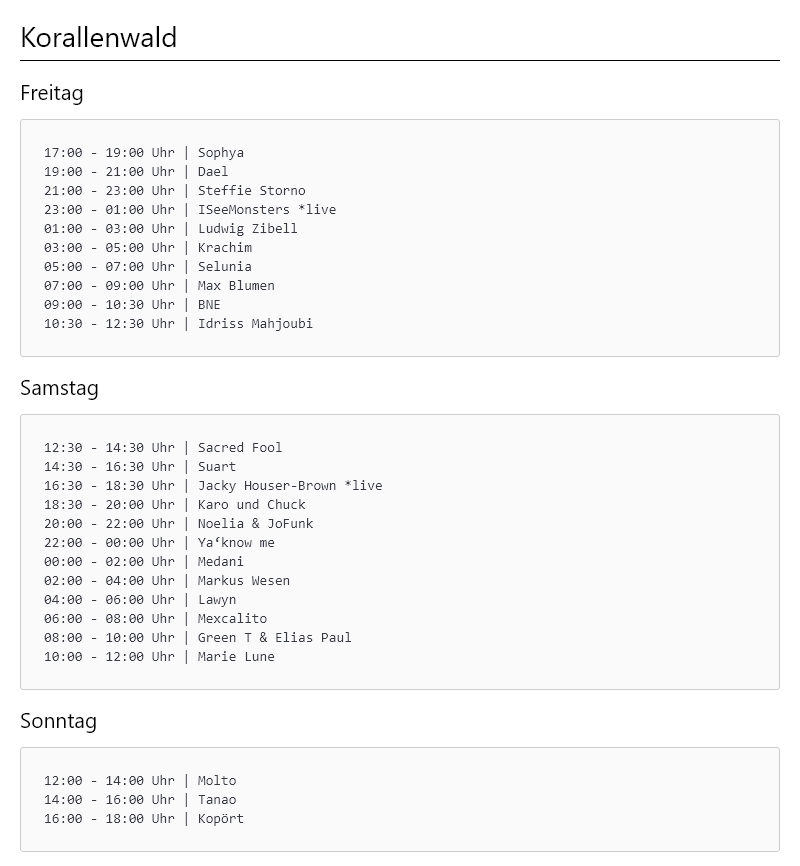 Korallenwald
Freitag
17:00 - 19:00 Uhr | Sophya
19:00 - 21:00 Uhr | Dael
21:00 - 23:00 Uhr | Steffie Storno
23:00 - 01:00 Uhr | ISeeMonsters *live
01:00 - 03:00 Uhr | Ludwig Zibell
03:00 - 05:00 Uhr | Krachim
05:00 - 07:00 Uhr | Selunia
07:00 - 09:00 Uhr | Max Blumen
09:00 - 10:30 Uhr | BNE
10:30 - 12:30 Uhr | Idriss Mahjoubi
Samstag
12:30 - 14:30 Uhr | Sacred Fool
14:30 - 16:30 Uhr | Suart
16:30 - 18:30 Uhr | Jacky Houser-Brown *live
18:30 - 20:00 Uhr | Karo und Chuck
20:00 - 22:00 Uhr | Noelia & JoFunk
22:00 - 00:00 Uhr | Ya‘know me
00:00 - 02:00 Uhr | Medani
02:00 - 04:00 Uhr | Markus Wesen
04:00 - 06:00 Uhr | Lawyn
06:00 - 08:00 Uhr | Mexcalito
08:00 - 10:00 Uhr | Green T & Elias Paul
10:00 - 12:00 Uhr | Marie Lune
Sonntag
12:00 - 14:00 Uhr | Molto
14:00 - 16:00 Uhr | Tanao
16:00 - 18:00 Uhr | Kopört